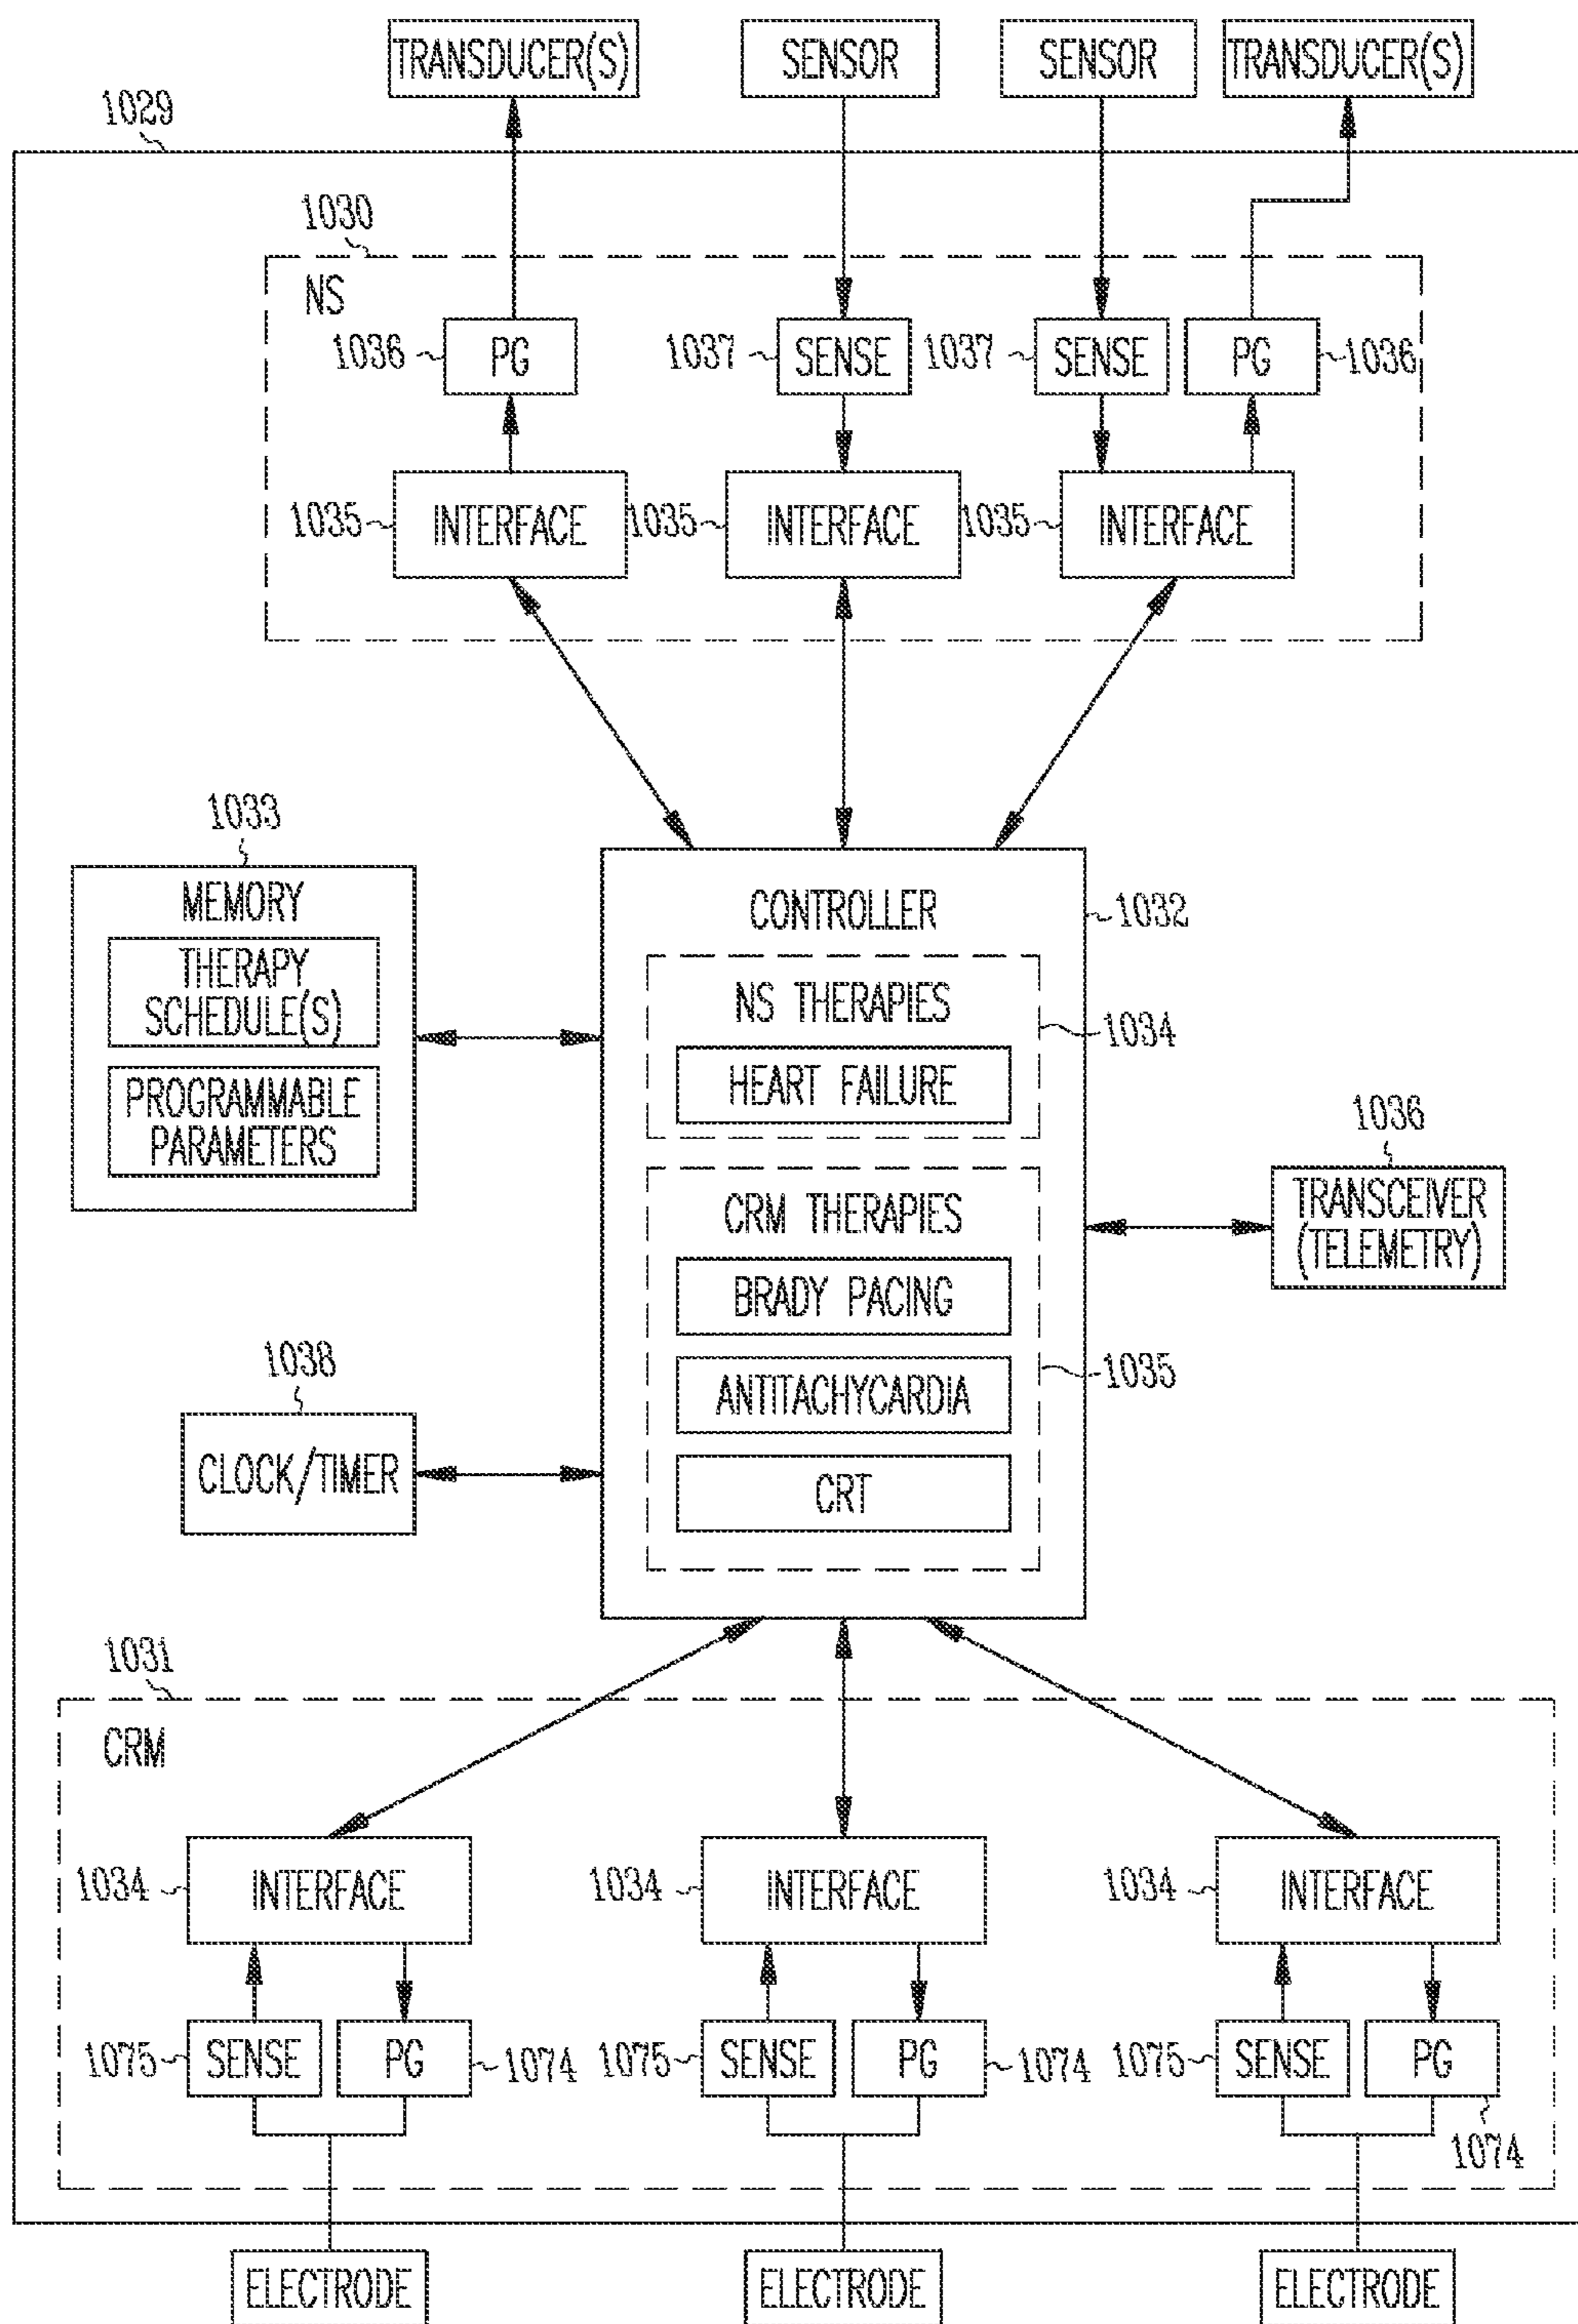 TRANSDUCER(S)
SENSOR
SENSOR
TRANSDUCER(S)
1029
1030
NS
1036
PG
1037
SENSE
1037
SENSE
PG
1036
1035
INTERFACE
1035
INTERFACE
1035
INTERFACE
1033
MEMORY
THERAPY
SCHEDULE(S)
PROGRAMMABLE
PARAMETERS
CONTROLLER
1032
NS THERAPIES
1034
HEART FAILURE
1036
TRANSCEIVER
(TELEMETRY)
CRM THERAPIES
BRADY PACING
1035
ANTITACHYCARDIA
CRT
1038
CLOCK/TIMER
1031
CRM
1034
INTERFACE
1034
INTERFACE
1034
INTERFACE
1075
SENSE
PG
1074
1075
SENSE
PG
1074
1075
SENSE
PG
1074
ELECTRODE
ELECTRODE
ELECTRODE